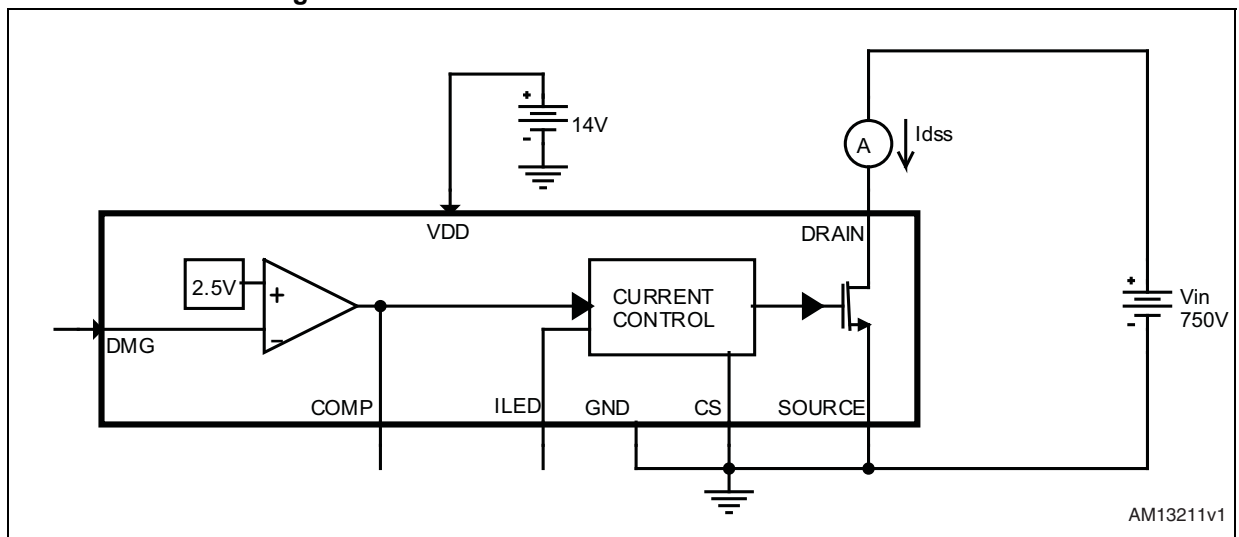 +
14V
-
A
Idss
VDD
DRAIN
2.5V
+
-
CURRENT
CONTROL
+
Vin
750V
-
DMG
COMP
ILED
GND
CS
SOURCE
AM13211v1